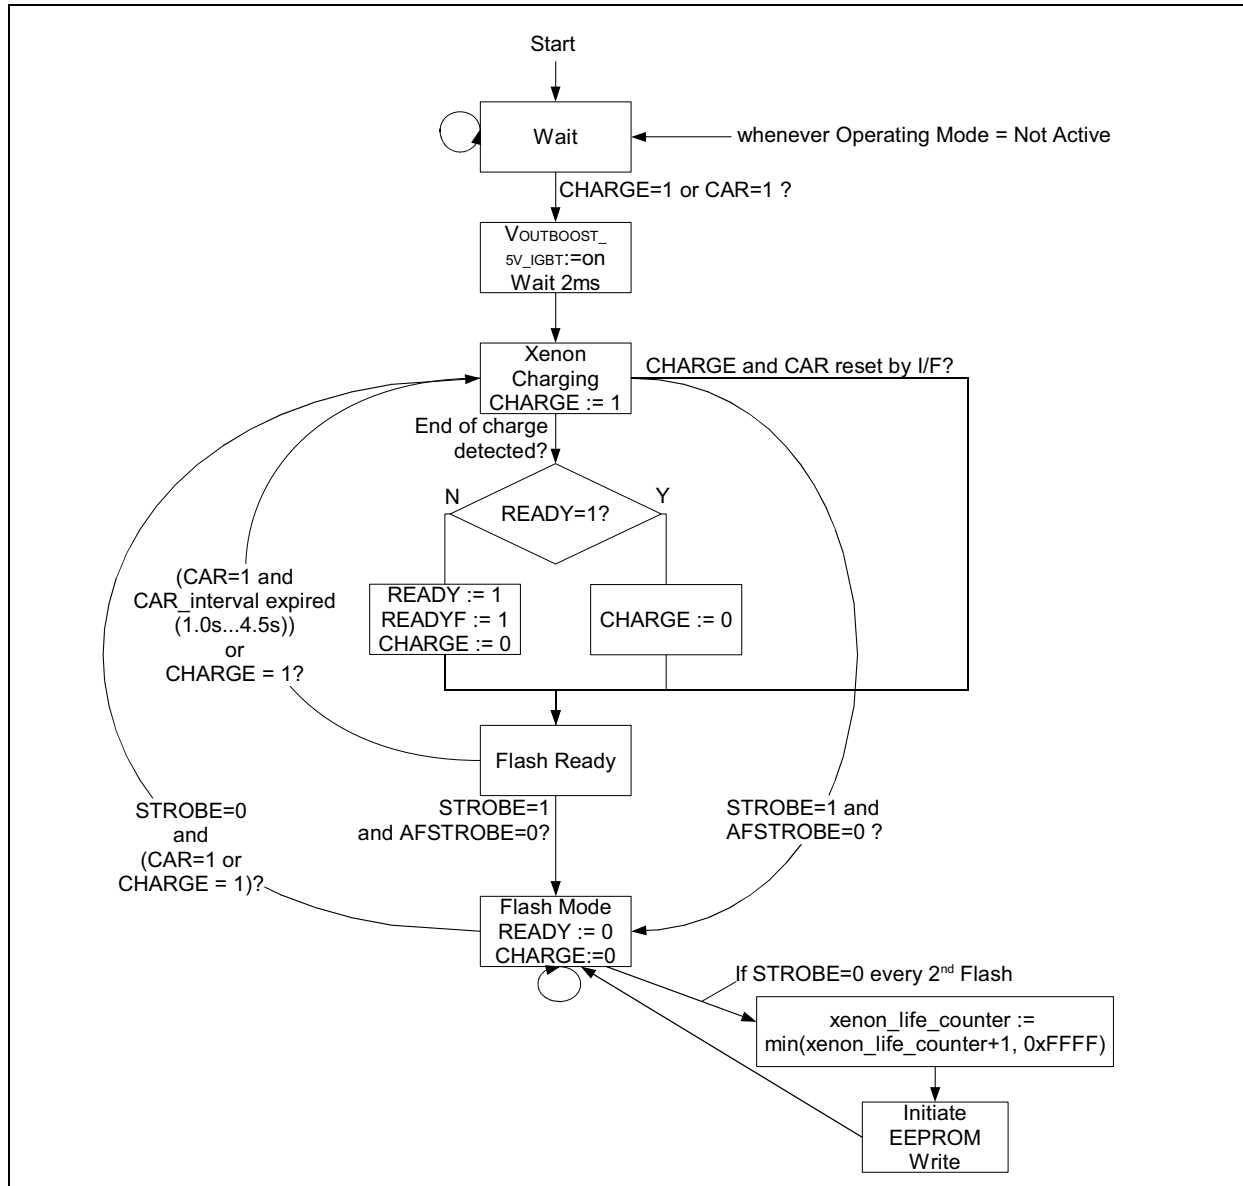 Start
Wait
whenever Operating Mode = Not Active
CHARGE=1 or CAR=1 ?
VOUTBOOST_
5V_IGBT:=on
Wait 2ms
Xenon
Charging
CHARGE := 1
CHARGE and CAR reset by I/F?
End of charge
detected?
N
Y
READY=1?
(CAR=1 and
CAR_interval expired
(1.0s...4.5s))
or
CHARGE = 1?
READY := 1
READYF := 1
CHARGE := 0
CHARGE := 0
Flash Ready
STROBE=0
and
(CAR=1 or
CHARGE = 1)?
STROBE=1
and AFSTROBE=0?
STROBE=1 and
AFSTROBE=0 ?
Flash Mode
READY := 0
CHARGE:=0
If STROBE=0 every 2nd Flash
xenon_life_counter :=
min(xenon_life_counter+1, 0xFFFF)
Initiate
EEPROM
Write